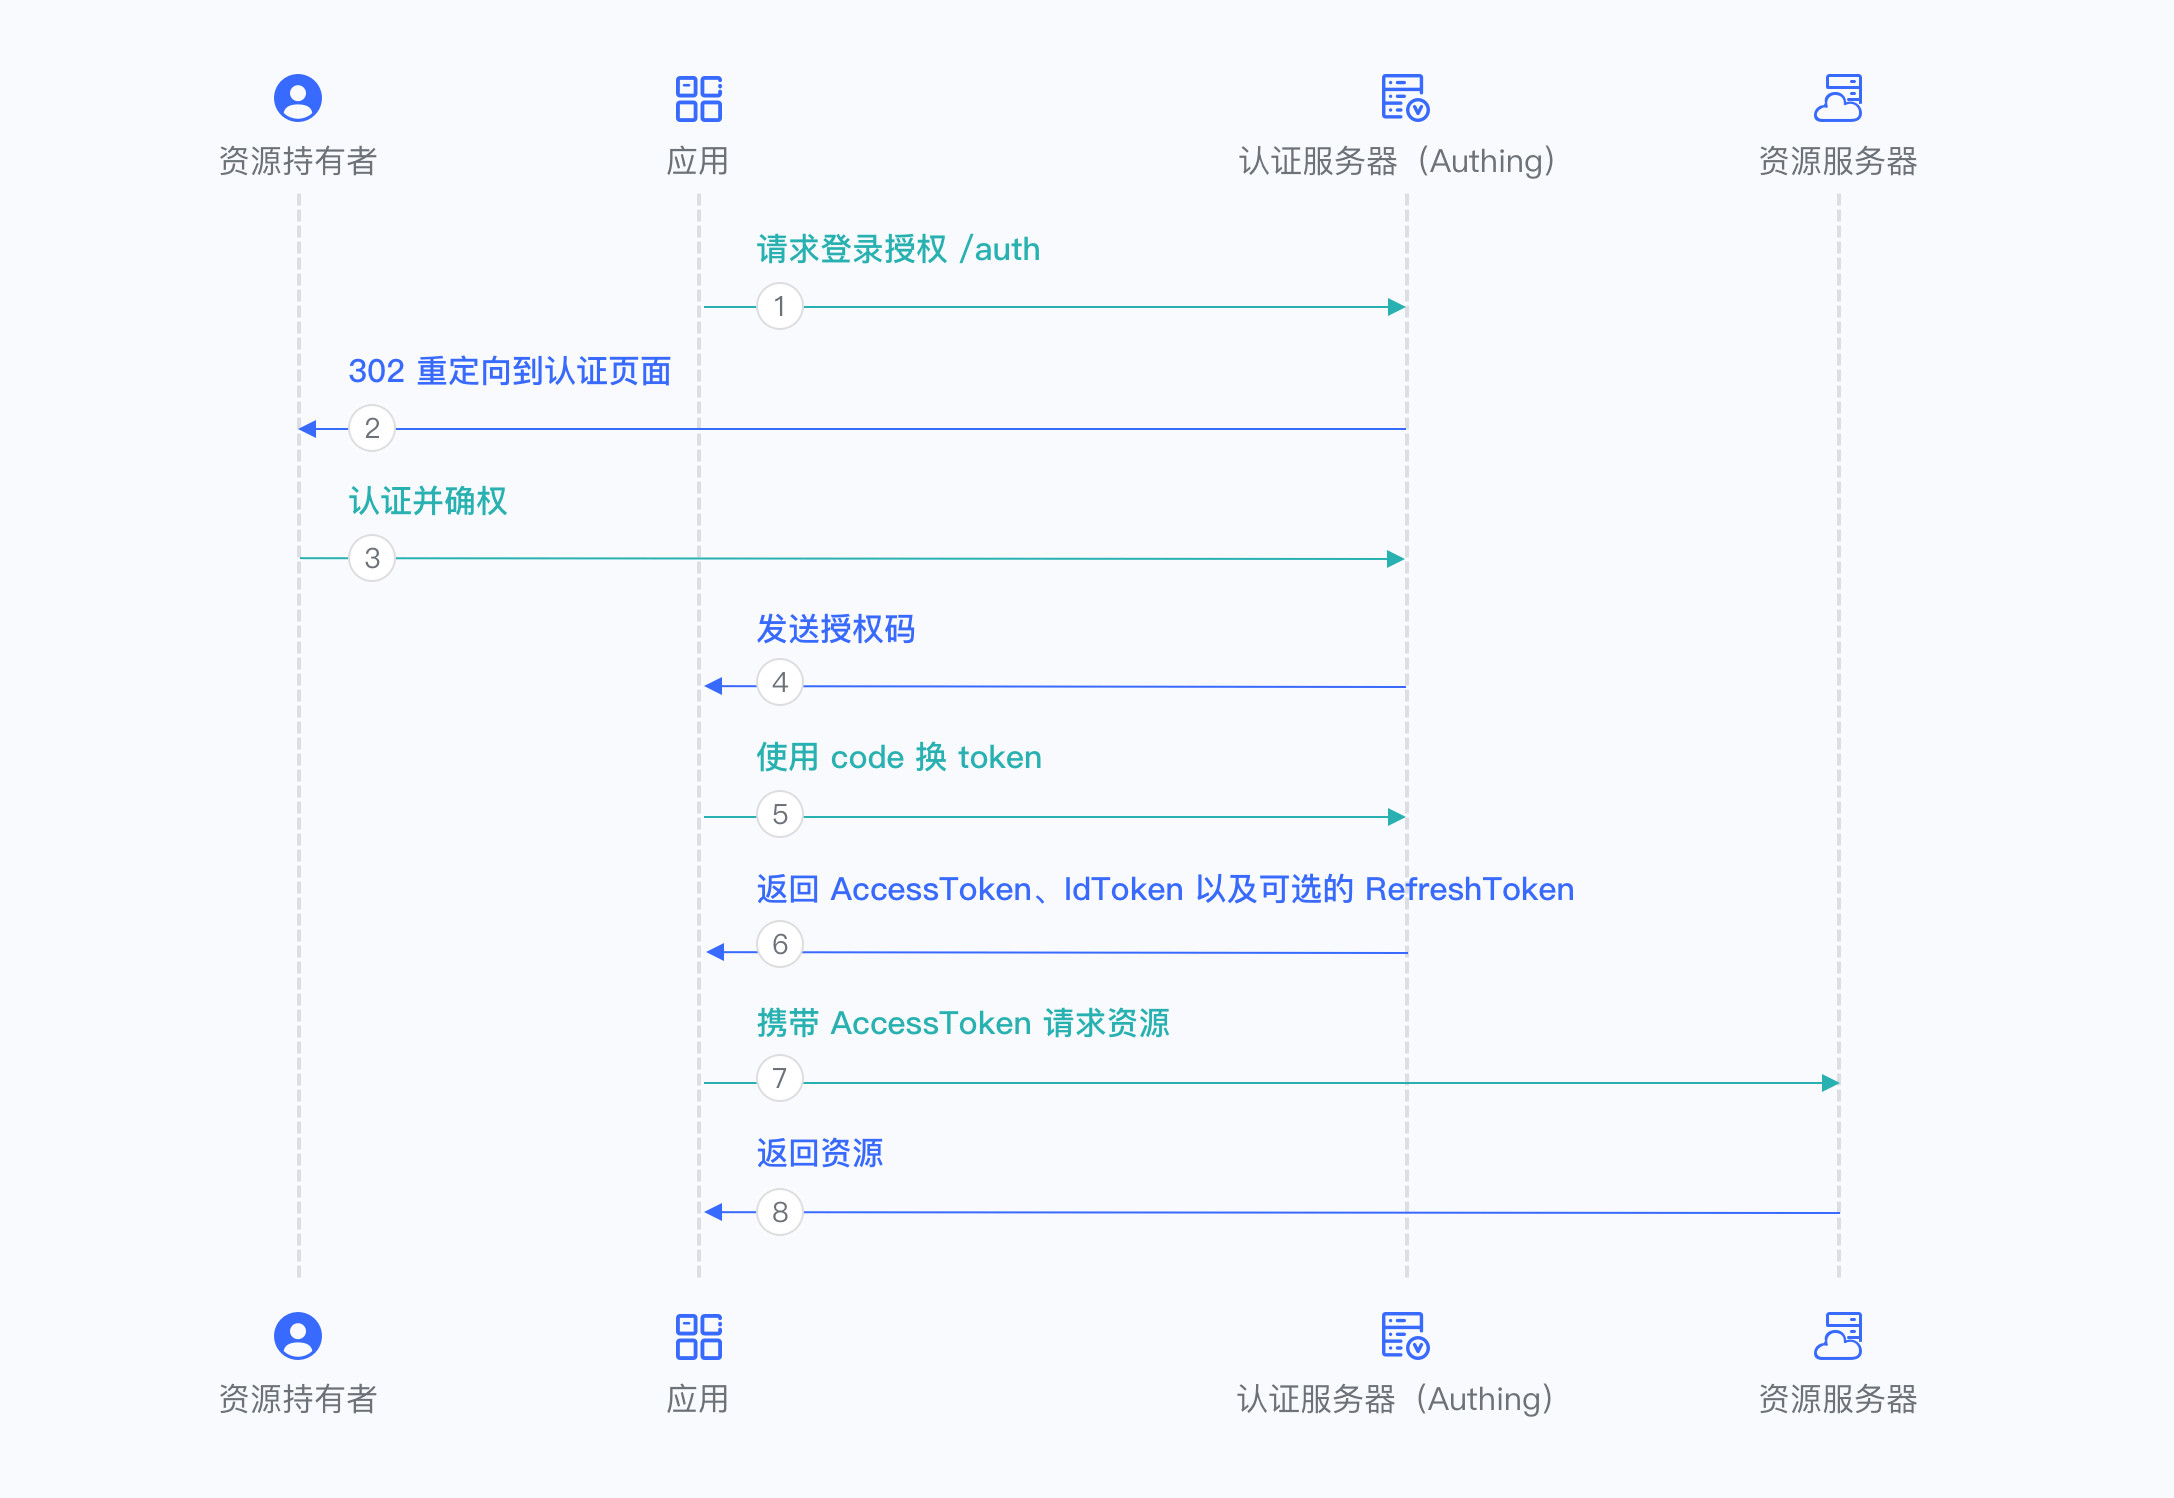 资源持有者
应用
认证服务器（Authing）
资源服务器
请求登录授权 /auth
1
302 重定向到认证页面
2
认证并确权
3
发送授权码
4
使用 code 换 token
5
返回 AccessToken、IdToken 以及可选的 RefreshToken
6
携带 AccessToken 请求资源
7
返回资源
8
资源持有者
应用
认证服务器（Authing）
资源服务器